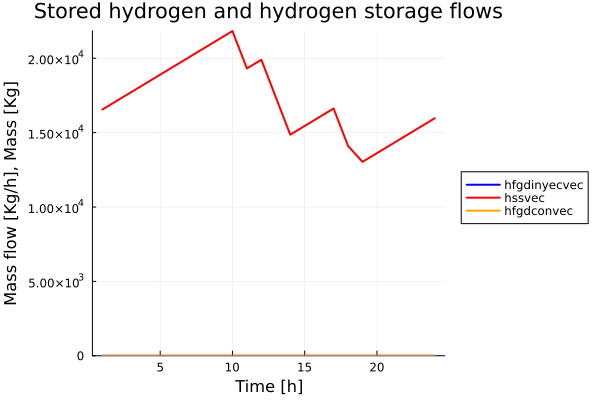 Stored hydrogen and hydrogen storage flows
Mass flow [Kg/h], Mass [Kg]
2.00×10⁴
1.50×10⁴
1.00×10⁴
5.00×10³
0
5 10 15 20
Time [h]
hfgdinyecvec
hssvec
hfgdconvec